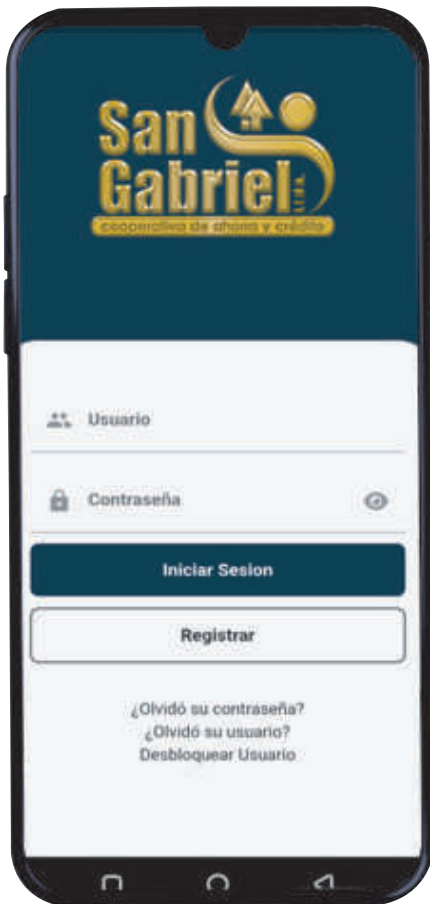 San
Gabriel
LTDA.
cooperativa de ahorro y crédito
Usuario
Contraseña
Iniciar Sesion
Registrar
¿Olvidó su contraseña?
¿Olvidó su usuario?
Desbloquear Usuario